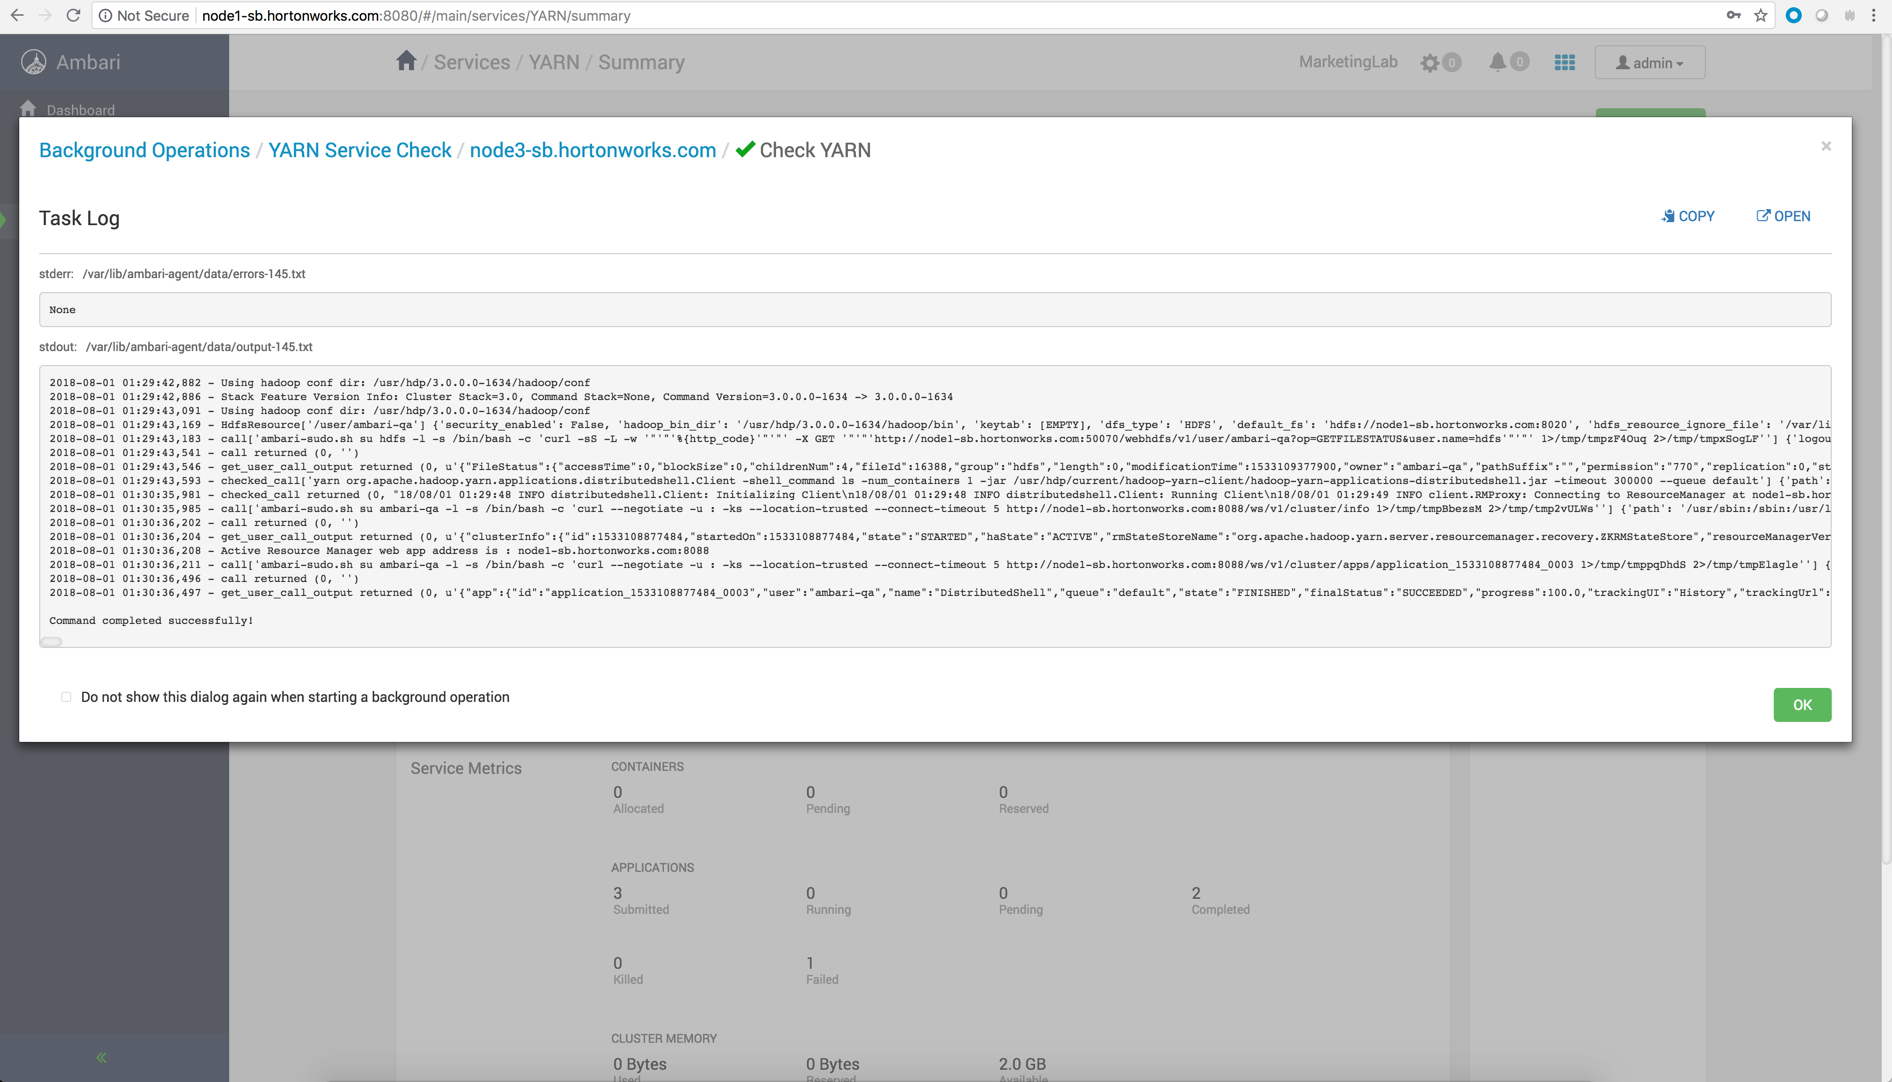 Not Secure | node1-sb.hortonworks.com:8080/#/main/services/YARN/summary
Ambari
/ Services / YARN / Summary
MarketingLab
0
0
admin
Dashboard
Background Operations / YARN Service Check / node3-sb.hortonworks.com / Check YARN
×
Task Log
COPY
OPEN
stderr: /var/lib/ambari-agent/data/errors-145.txt
None
stdout: /var/lib/ambari-agent/data/output-145.txt
2018-08-01 01:29:42,882 - Using hadoop conf dir: /usr/hdp/3.0.0.0-1634/hadoop/conf
2018-08-01 01:29:42,886 - Stack Feature Version Info: Cluster Stack=3.0, Command Stack=None, Command Version=3.0.0.0-1634 -> 3.0.0.0-1634
2018-08-01 01:29:43,091 - Using hadoop conf dir: /usr/hdp/3.0.0.0-1634/hadoop/conf
2018-08-01 01:29:43,169 - HdfsResource['/user/ambari-qa'] {'security_enabled': False, 'hadoop_bin_dir': '/usr/hdp/3.0.0.0-1634/hadoop/bin', 'keytab': [EMPTY], 'dfs_type': 'HDFS', 'default_fs': 'hdfs://node1-sb.hortonworks.com:8020', 'hdfs_resource_ignore_file': '/var/li
2018-08-01 01:29:43,183 - call['ambari-sudo.sh su hdfs -l -s /bin/bash -c 'curl -sS -L -w '"'"'%{http_code}'"'"' -X GET '"'"'http://node1-sb.hortonworks.com:50070/webhdfs/v1/user/ambari-qa?op=GETFILESTATUS&user.name=hdfs'"'"' 1>/tmp/tmpzF4Ouq 2>/tmp/tmpxSogLF''] {'logou
2018-08-01 01:29:43,541 - call returned (0, '')
2018-08-01 01:29:43,546 - get_user_call_output returned (0, u'{"FileStatus":{"accessTime":0,"blockSize":0,"childrenNum":4,"fileId":16388,"group":"hdfs","length":0,"modificationTime":1533109377900,"owner":"ambari-qa","pathSuffix":"","permission":"770","replication":0,"st
2018-08-01 01:29:43,593 - checked_call['yarn org.apache.hadoop.yarn.applications.distributedshell.Client -shell_command ls -num_containers 1 -jar /usr/hdp/current/hadoop-yarn-client/hadoop-yarn-applications-distributedshell.jar -timeout 300000 --queue default'] {'path':
2018-08-01 01:30:35,981 - checked_call returned (0, "18/08/01 01:29:48 INFO distributedshell.Client: Initializing Client\n18/08/01 01:29:48 INFO distributedshell.Client: Running Client\n18/08/01 01:29:49 INFO client.RMProxy: Connecting to ResourceManager at node1-sb.hor
2018-08-01 01:30:35,985 - call['ambari-sudo.sh su ambari-qa -l -s /bin/bash -c 'curl --negotiate -u : -ks --location-trusted --connect-timeout 5 http://node1-sb.hortonworks.com:8088/ws/v1/cluster/info 1>/tmp/tmpBbezsM 2>/tmp/tmp2vULWs''] {'path': '/usr/sbin:/sbin:/usr/l
2018-08-01 01:30:36,202 - call returned (0, '')
2018-08-01 01:30:36,204 - get_user_call_output returned (0, u'{"clusterInfo":{"id":1533108877484,"startedOn":1533108877484,"state":"STARTED","haState":"ACTIVE","rmStateStoreName":"org.apache.hadoop.yarn.server.resourcemanager.recovery.ZKRMStateStore","resourceManagerVer
2018-08-01 01:30:36,208 - Active Resource Manager web app address is : node1-sb.hortonworks.com:8088
2018-08-01 01:30:36,211 - call['ambari-sudo.sh su ambari-qa -l -s /bin/bash -c 'curl --negotiate -u : -ks --location-trusted --connect-timeout 5 http://node1-sb.hortonworks.com:8088/ws/v1/cluster/apps/application_1533108877484_0003 1>/tmp/tmppqDhdS 2>/tmp/tmpElagle''] {
2018-08-01 01:30:36,496 - call returned (0, '')
2018-08-01 01:30:36,497 - get_user_call_output returned (0, u'{"app":{"id":"application_1533108877484_0003","user":"ambari-qa","name":"DistributedShell","queue":"default","state":"FINISHED","finalStatus":"SUCCEEDED","progress":100.0,"trackingUI":"History","trackingUrl":
Command completed successfully!
Do not show this dialog again when starting a background operation
OK
Service Metrics
CONTAINERS
0 0 0
Allocated Pending Reserved
APPLICATIONS
3 0 0 2
Submitted Running Pending Completed
0 1
Killed Failed
CLUSTER MEMORY
0 Bytes 0 Bytes 2.0 GB
Used Reserved Available